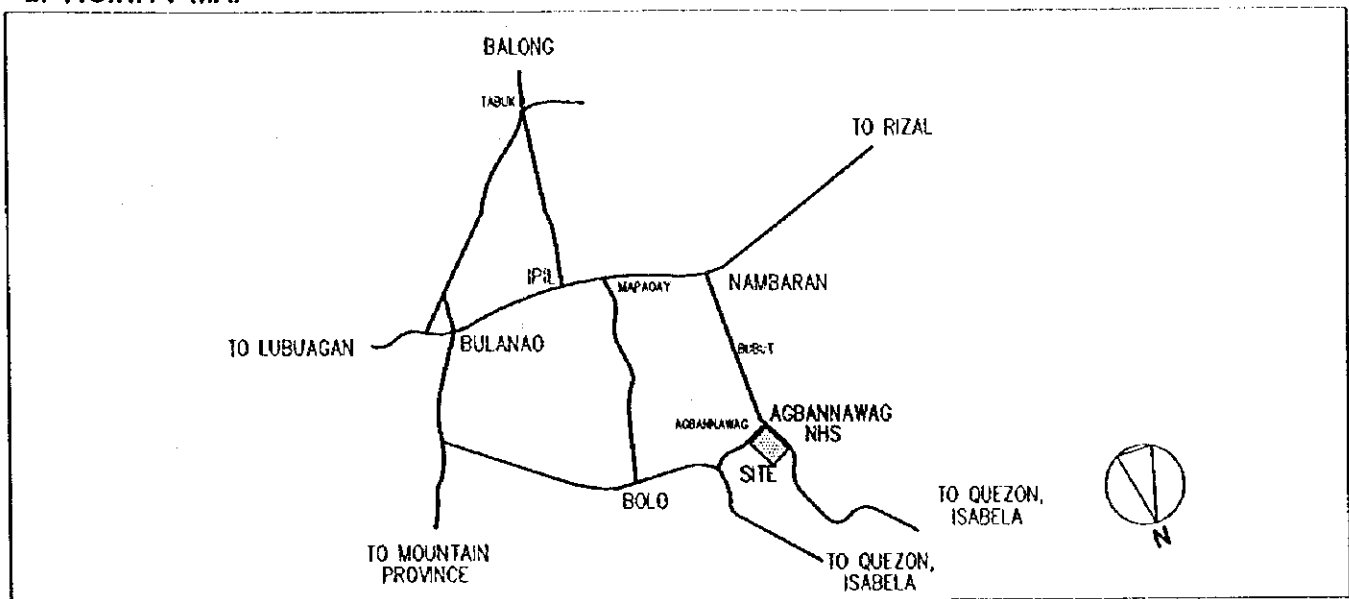 BALONG
TABUK
TO RIZAL
IPIL
MAPAOAY
NAMBARAN
TO LUBUAGAN
BULANAO
BUBUT
AGBANNAWAG
AGBANNAWAG
NHS
SITE
BOLO
TO QUEZON,
ISABELA
N
TO MOUNTAIN
PROVINCE
TO QUEZON,
ISABELA